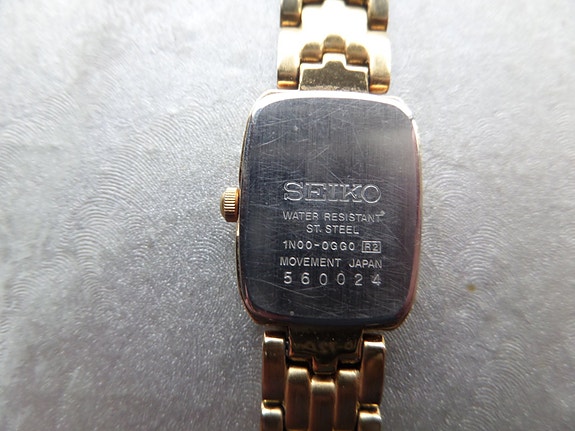 SEIKO
WATER RESISTANT
ST. STEEL
1N00-0GG0 R2
MOVEMENT JAPAN
560024